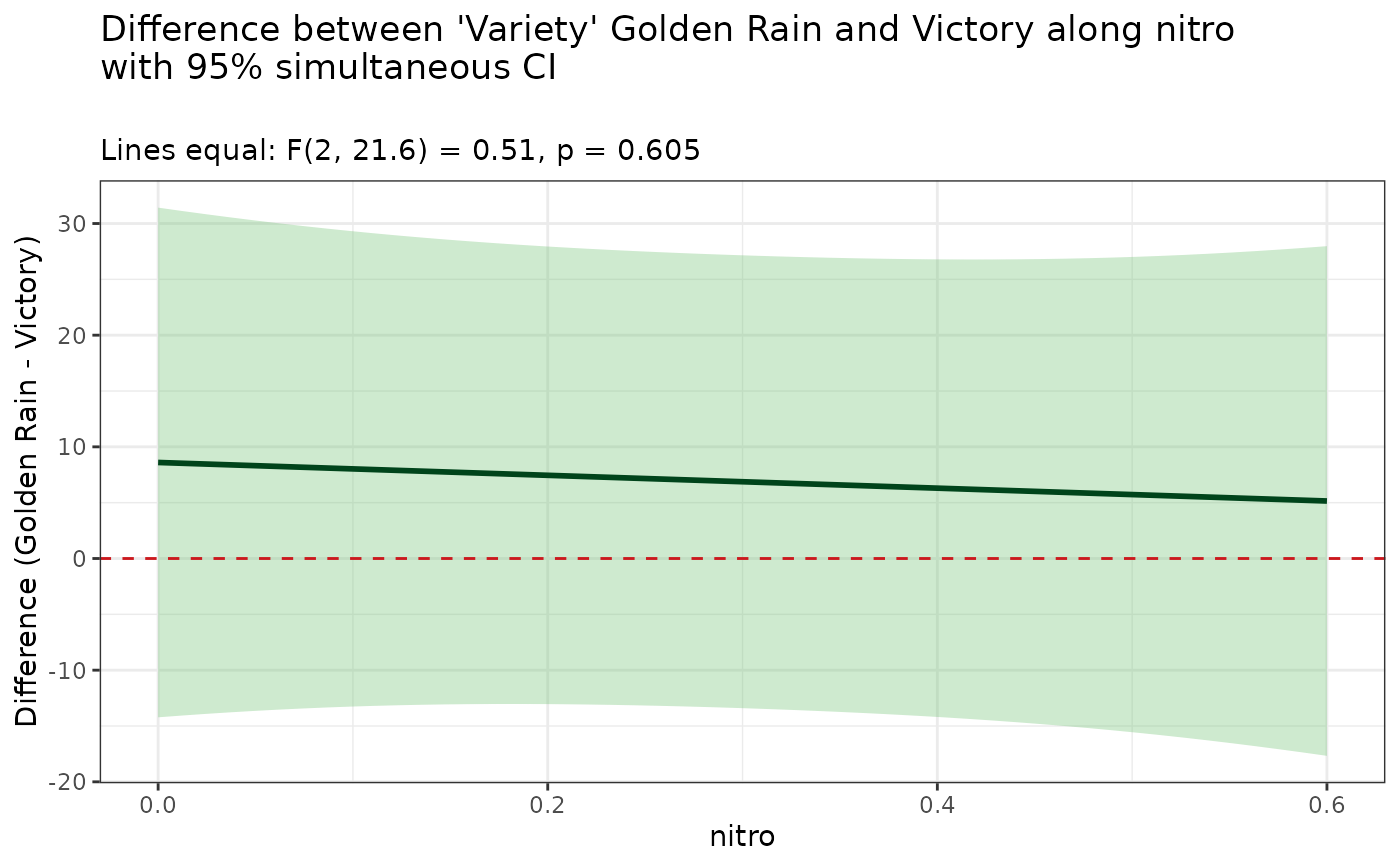 Difference between 'Variety' Golden Rain and Victory along nitro
with 95% simultaneous CI
Lines equal: F(2, 21.6) = 0.51, p = 0.605
Difference (Golden Rain - Victory)
30
20
10
0
-10
-20
0.0
0.2
0.4
0.6
nitro